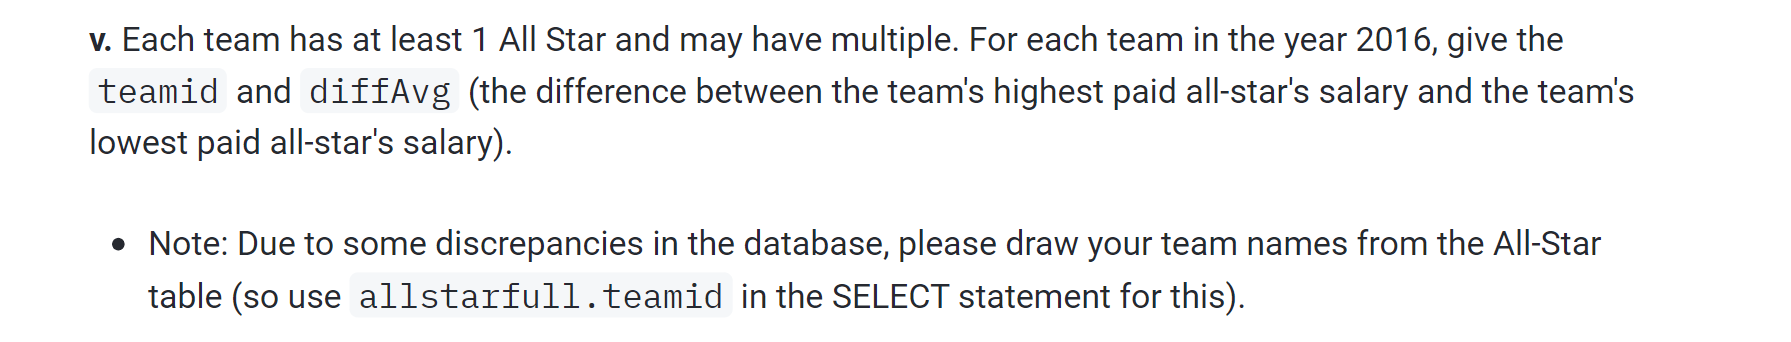 v. Each team has at least 1 All Star and may have multiple. For each team in the year 2016, give the
teamid and diffAvg (the difference between the team's highest paid all-star's salary and the team's
lowest paid all-star's salary).
• Note: Due to some discrepancies in the database, please draw your team names from the All-Star
table (so use allstarfull.teamid in the SELECT statement for this).